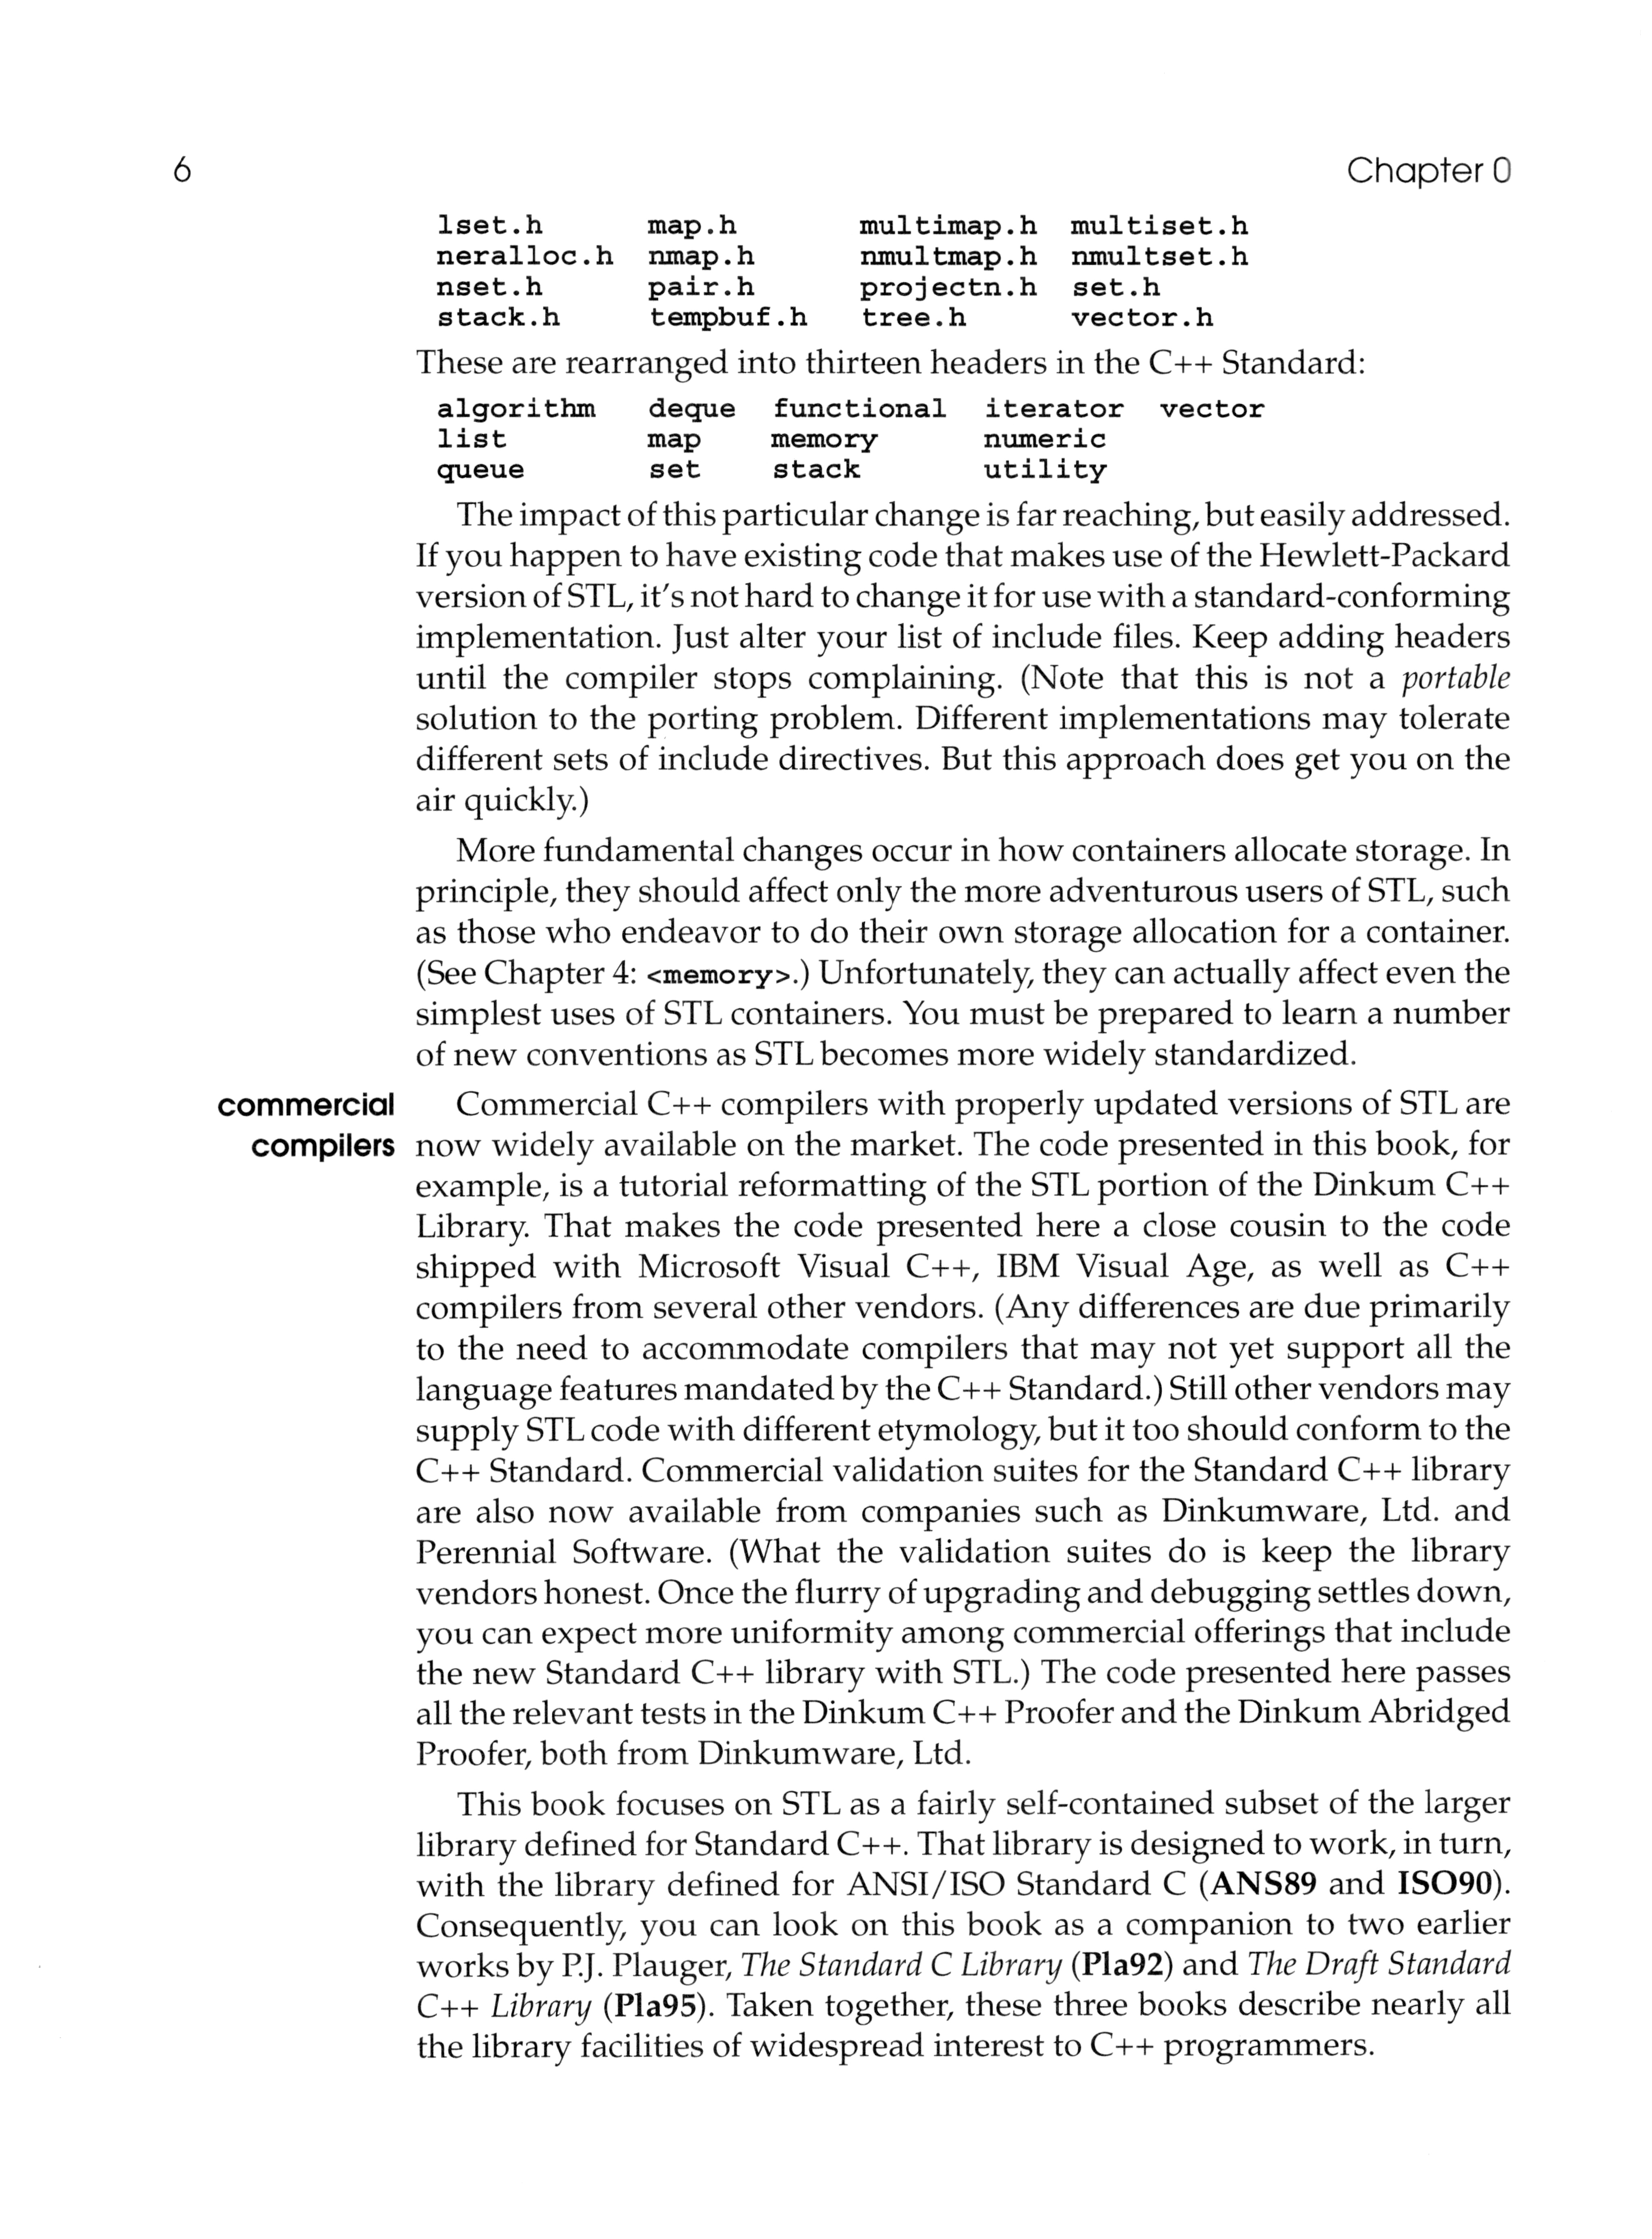 6 Chapter 0
lset.h map.h multimap.h multiset.h
neralloc.h nmap.h nmultmap.h nmultset.h
nset.h pair.h projectn.h set.h
stack.h tempbuf.h tree.h vector.h
These are rearranged into thirteen headers in the C++ Standard:
algorithm deque functional iterator vector
list map memory numeric
queue set stack utility
The impact of this particular change is far reaching, but easily addressed.
If you happen to have existing code that makes use of the Hewlett-Packard
version of STL, it's not hard to change it for use with a standard-conforming
implementation. Just alter your list of include files. Keep adding headers
until the compiler stops complaining. (Note that this is not a portable
solution to the porting problem. Different implementations may tolerate
different sets of include directives. But this approach does get you on the
air quickly.)
More fundamental changes occur in how containers allocate storage. In
principle, they should affect only the more adventurous users of STL, such
as those who endeavor to do their own storage allocation for a container.
(See Chapter 4: <memory>.) Unfortunately, they can actually affect even the
simplest uses of STL containers. You must be prepared to learn a number
of new conventions as STL becomes more widely standardized.
commercial Commercial C++ compilers with properly updated versions of STL are
compilers now widely available on the market. The code presented in this book, for
example, is a tutorial reformatting of the STL portion of the Dinkum C++
Library. That makes the code presented here a close cousin to the code
shipped with Microsoft Visual C++, IBM Visual Age, as well as C++
compilers from several other vendors. (Any differences are due primarily
to the need to accommodate compilers that may not yet support all the
language features mandated by the C++ Standard.) Still other vendors may
supply STL code with different etymology, but it too should conform to the
C++ Standard. Commercial validation suites for the Standard C++ library
are also now available from companies such as Dinkumware, Ltd. and
Perennial Software. (What the validation suites do is keep the library
vendors honest. Once the flurry of upgrading and debugging settles down,
you can expect more uniformity among commercial offerings that include
the new Standard C++ library with STL.) The code presented here passes
all the relevant tests in the Dinkum C++ Proofer and the Dinkum Abridged
Proofer, both from Dinkumware, Ltd.
This book focuses on STL as a fairly self-contained subset of the larger
library defined for Standard C++. That library is designed to work, in turn,
with the library defined for ANSI/ISO Standard C (ANS89 and ISO90).
Consequently, you can look on this book as a companion to two earlier
works by P.J. Plauger, The Standard C Library (Pla92) and The Draft Standard
C++ Library (Pla95). Taken together, these three books describe nearly all
the library facilities of widespread interest to C++ programmers.